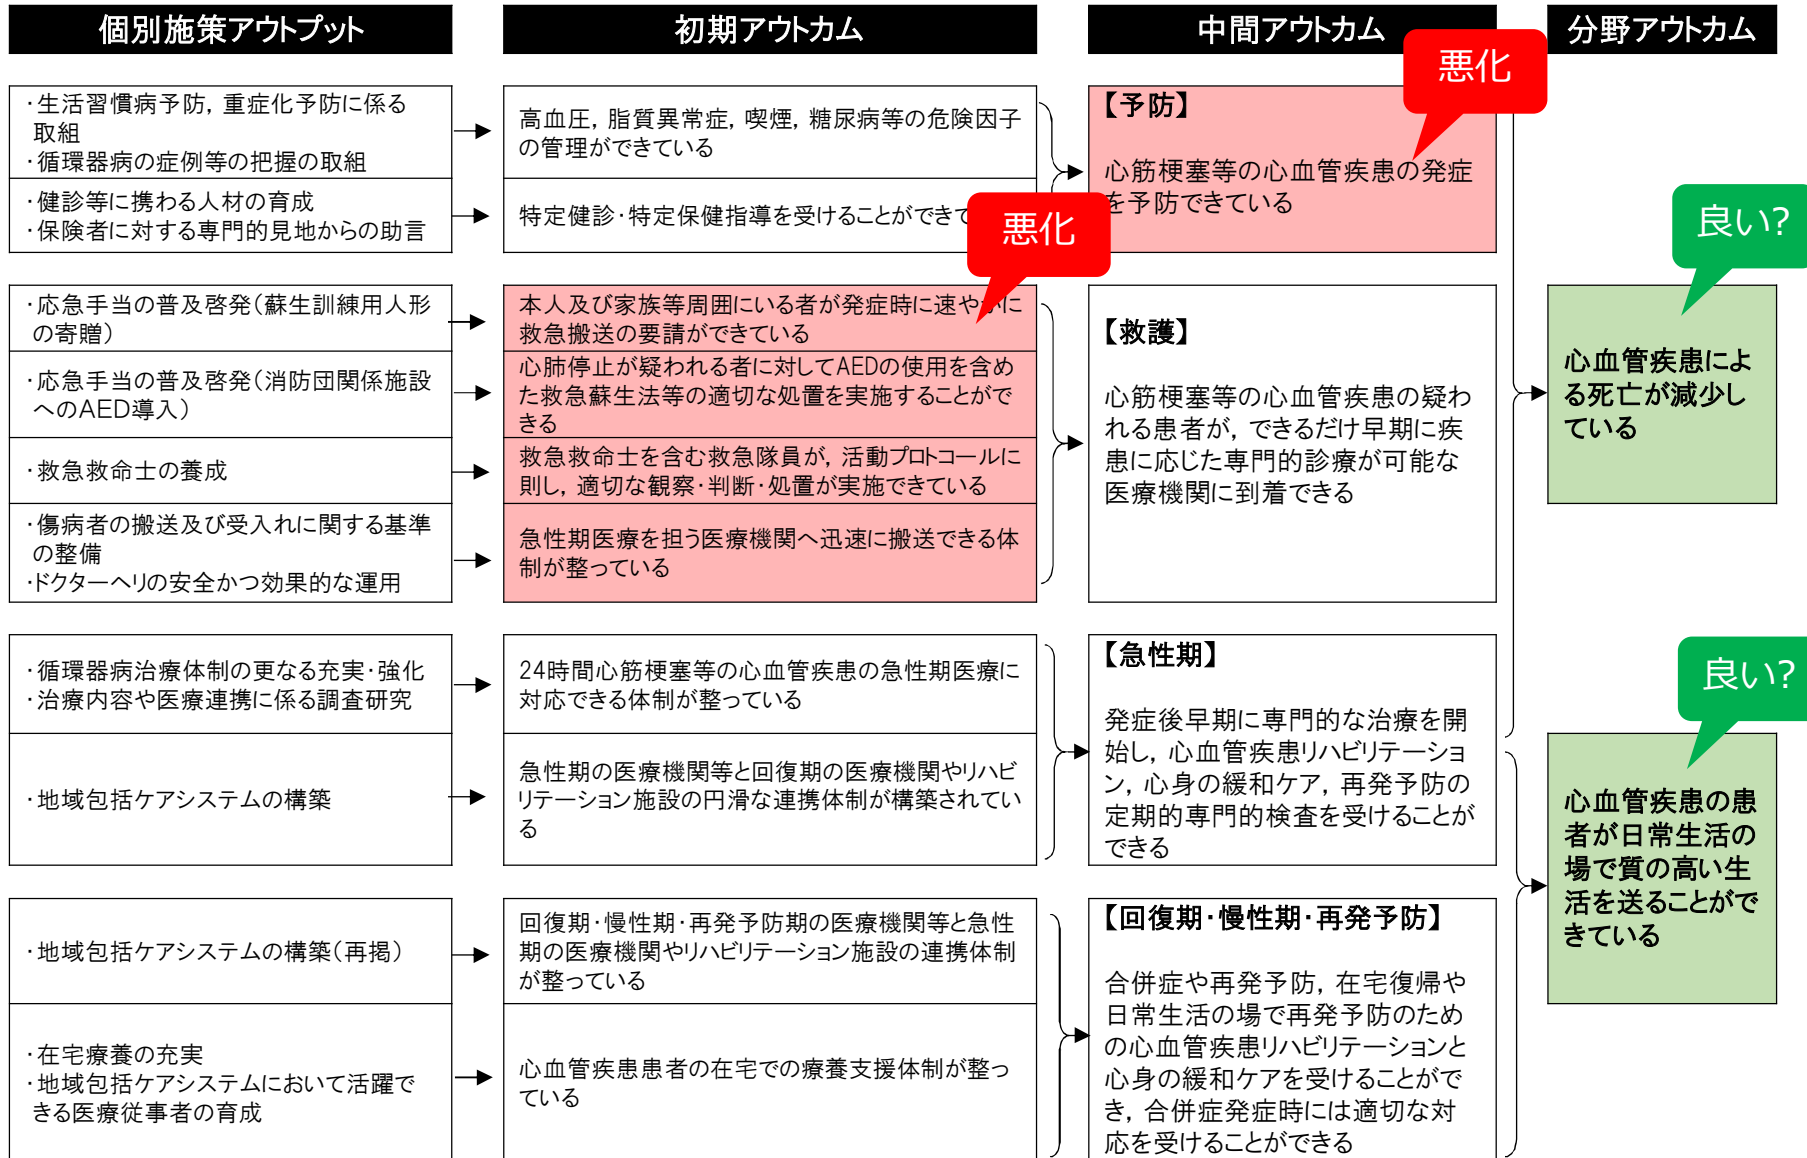 個別施策アウトプット
初期アウトカム
中間アウトカム
分野アウトカム
・生活習慣病予防，重症化予防に係る
取組
・循環器病の症例等の把握の取組
・健診等に携わる人材の育成
・保険者に対する専門的見地からの助言
高血圧，脂質異常症，喫煙，糖尿病等の危険因子
の管理ができている
特定健診・特定保健指導を受けることができて
悪化
【予防】
心筋梗塞等の心血管疾患の発症
を予防できている
悪化
・応急手当の普及啓発（蘇生訓練用人形
の寄贈）
・応急手当の普及啓発（消防団関係施設
へのAED導入）
・救急救命士の養成
・傷病者の搬送及び受入れに関する基準
の整備
・ドクターヘリの安全かつ効果的な運用
本人及び家族等周囲にいる者が発症時に速やかに
救急搬送の要請ができている
心肺停止が疑われる者に対してAEDの使用を含め
た救急蘇生法等の適切な処置を実施することがで
きる
救急救命士を含む救急隊員が，活動プロトコールに
則し，適切な観察・判断・処置が実施できている
急性期医療を担う医療機関へ迅速に搬送できる体
制が整っている
【救護】
心筋梗塞等の心血管疾患の疑わ
れる患者が，できるだけ早期に疾
患に応じた専門的診療が可能な
医療機関に到着できる
良い?
心血管疾患によ
る死亡が減少し
ている
・循環器病治療体制の更なる充実・強化
・治療内容や医療連携に係る調査研究
・地域包括ケアシステムの構築
24時間心筋梗塞等の心血管疾患の急性期医療に
対応できる体制が整っている
急性期の医療機関等と回復期の医療機関やリハビ
リテーション施設の円滑な連携体制が構築されてい
る
【急性期】
発症後早期に専門的な治療を開
始し，心血管疾患リハビリテーショ
ン，心身の緩和ケア，再発予防の
定期的専門的検査を受けることが
できる
良い?
心血管疾患の患
者が日常生活の
場で質の高い生
活を送ることがで
きている
・地域包括ケアシステムの構築（再掲）
・在宅療養の充実
・地域包括ケアシステムにおいて活躍で
きる医療従事者の育成
回復期・慢性期・再発予防期の医療機関等と急性
期の医療機関やリハビリテーション施設の連携体制
が整っている
心血管疾患患者の在宅での療養支援体制が整っ
ている
【回復期・慢性期・再発予防】
合併症や再発予防，在宅復帰や
日常生活の場で再発予防のため
の心血管疾患リハビリテーションと
心身の緩和ケアを受けることがで
き，合併症発症時には適切な対
応を受けることができる